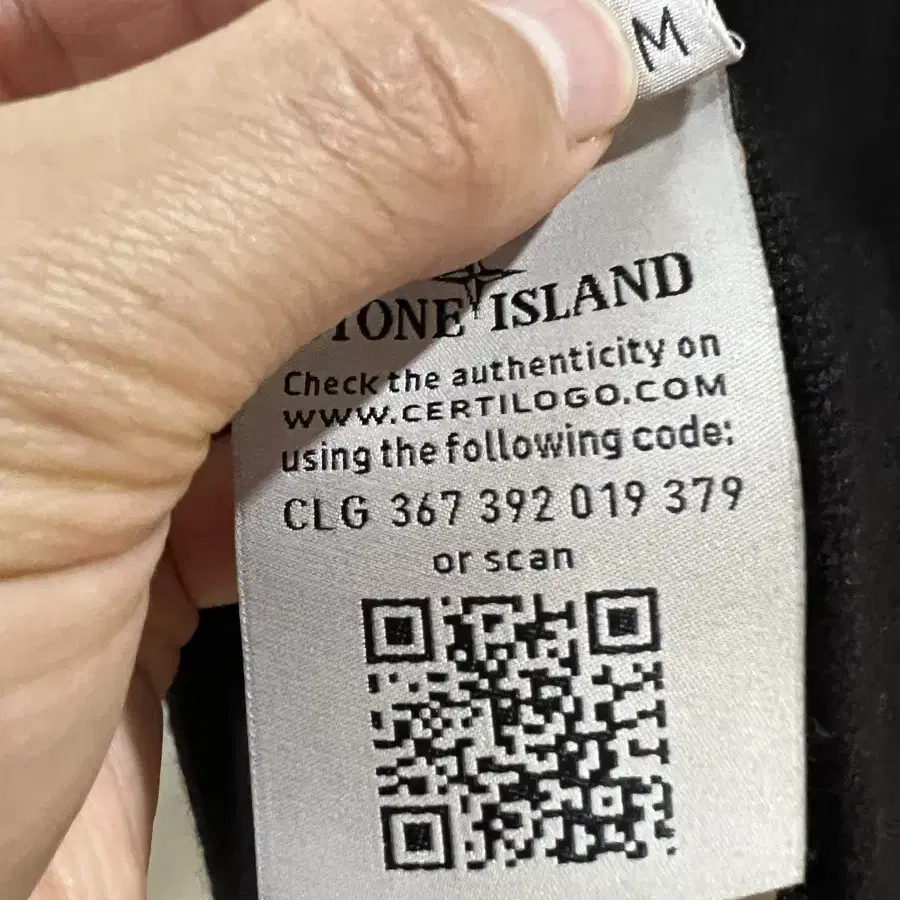 M
STONE ISLAND
Check the authenticity on
WWW.CERTILOGO.COM
using the following code:
CLG 367 392 019 379
or scan